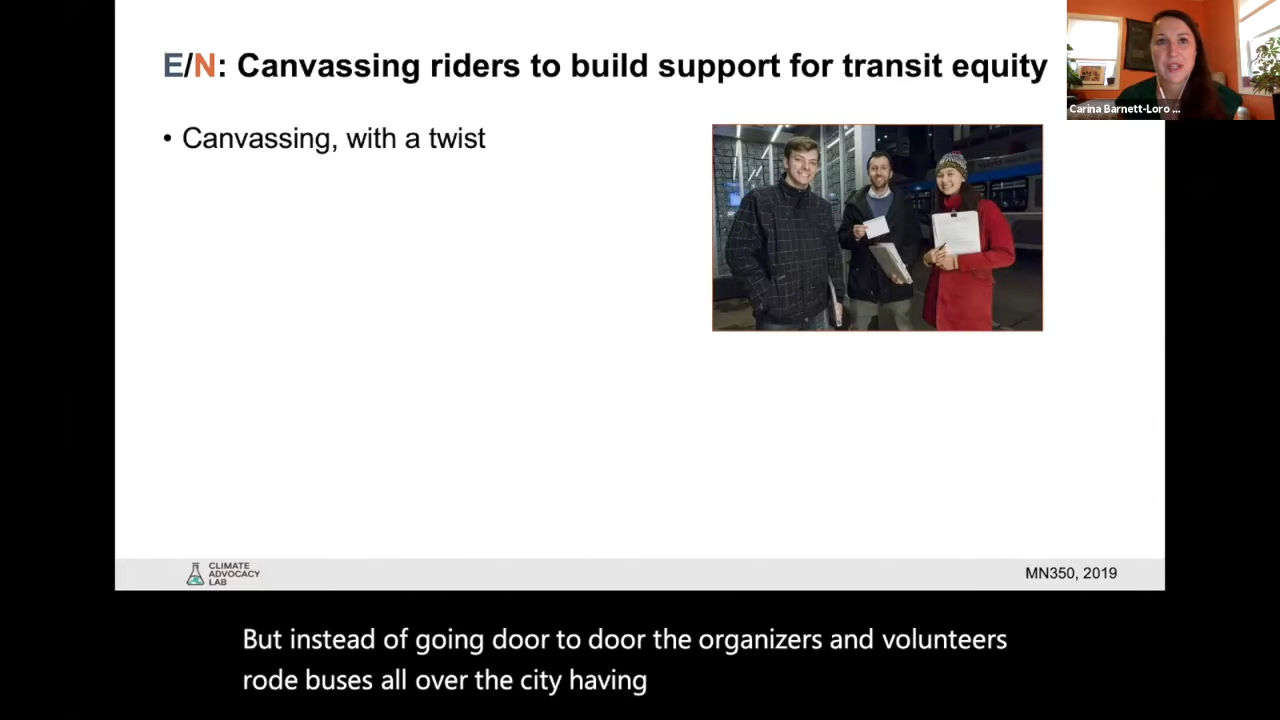 E/N: Canvassing riders to build support for transit equity
• Canvassing, with a twist
Carina Barnett-Loro ...
CLIMATE
ADVOCACY
LAB
MN350, 2019
But instead of going door to door the organizers and volunteers
rode buses all over the city having